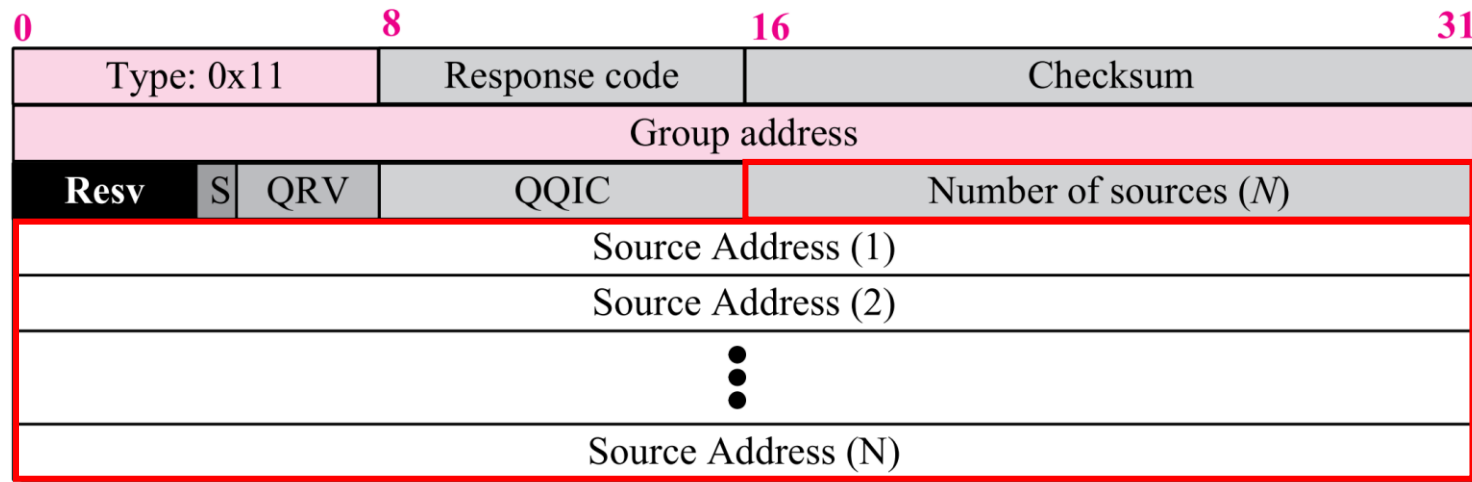 0 8 16 31
Type: 0x11 Response code Checksum
Group address
Resv S QRV QQIC Number of sources (N)
Source Address (1)
Source Address (2)
Source Address (N)